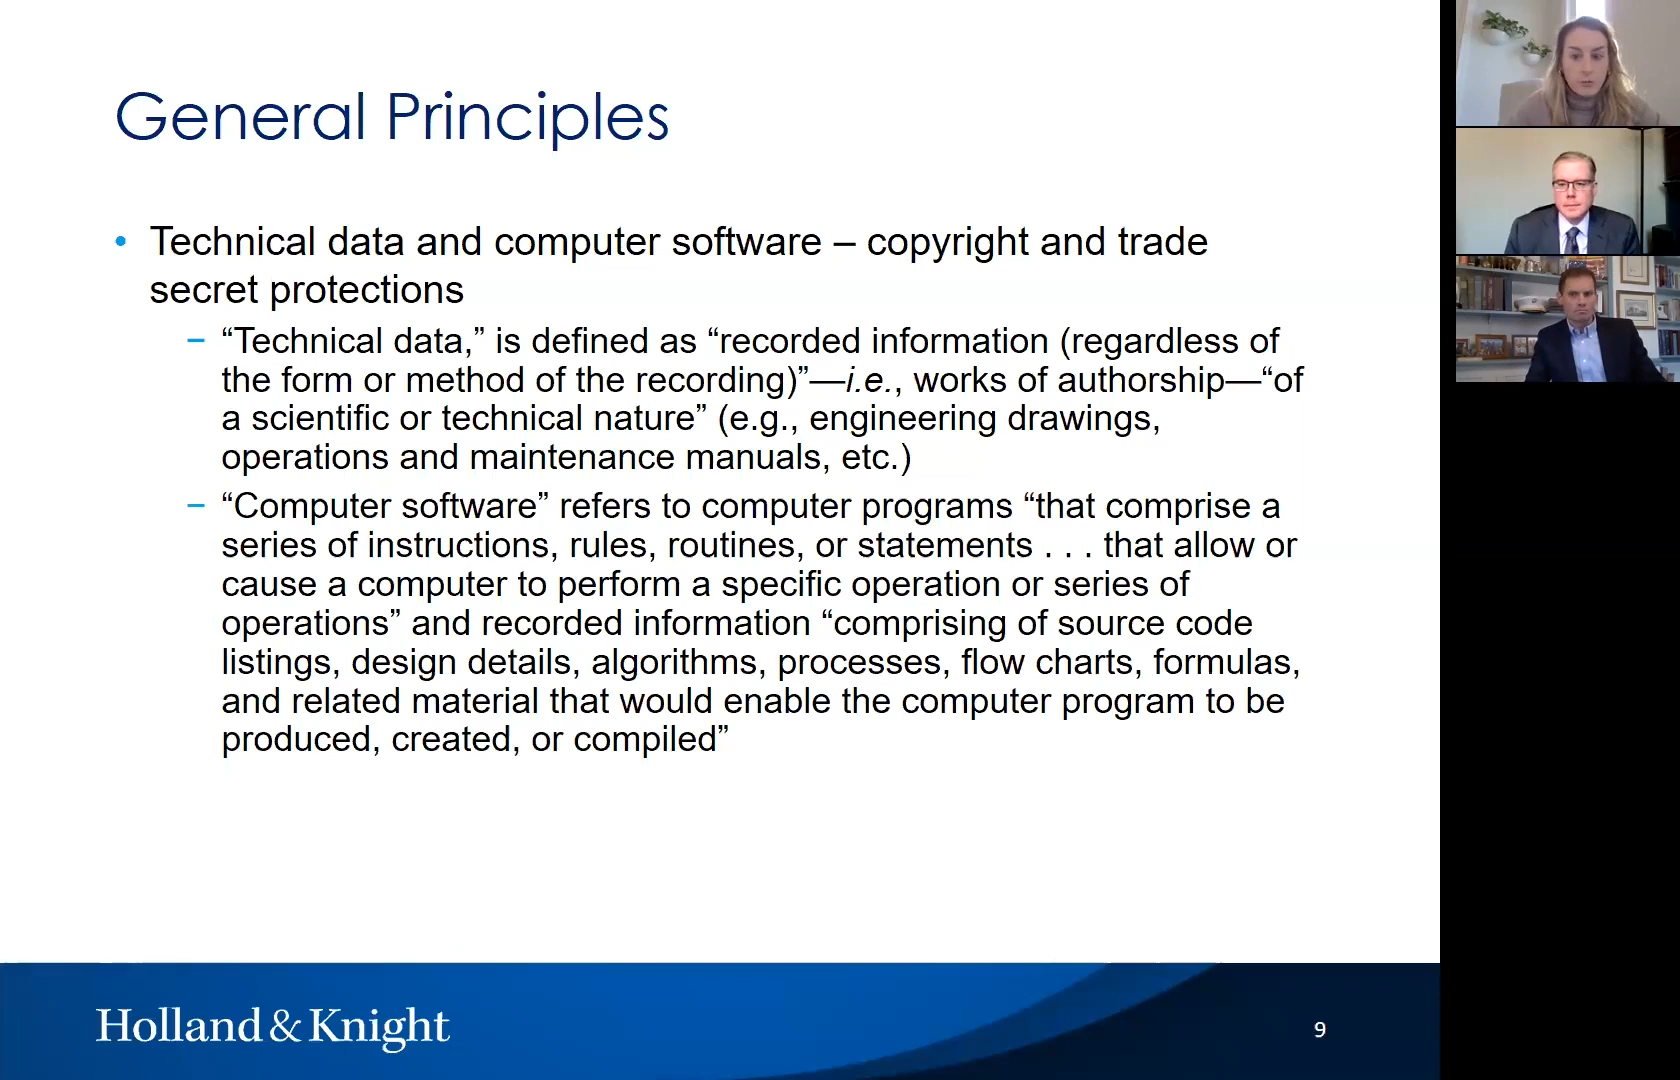 General Principles
• Technical data and computer software – copyright and trade
secret protections
– “Technical data,” is defined as “recorded information (regardless of
the form or method of the recording)”—i.e., works of authorship—“of
a scientific or technical nature” (e.g., engineering drawings,
operations and maintenance manuals, etc.)
– “Computer software” refers to computer programs “that comprise a
series of instructions, rules, routines, or statements . . . that allow or
cause a computer to perform a specific operation or series of
operations” and recorded information “comprising of source code
listings, design details, algorithms, processes, flow charts, formulas,
and related material that would enable the computer program to be
produced, created, or compiled”
Holland & Knight
9